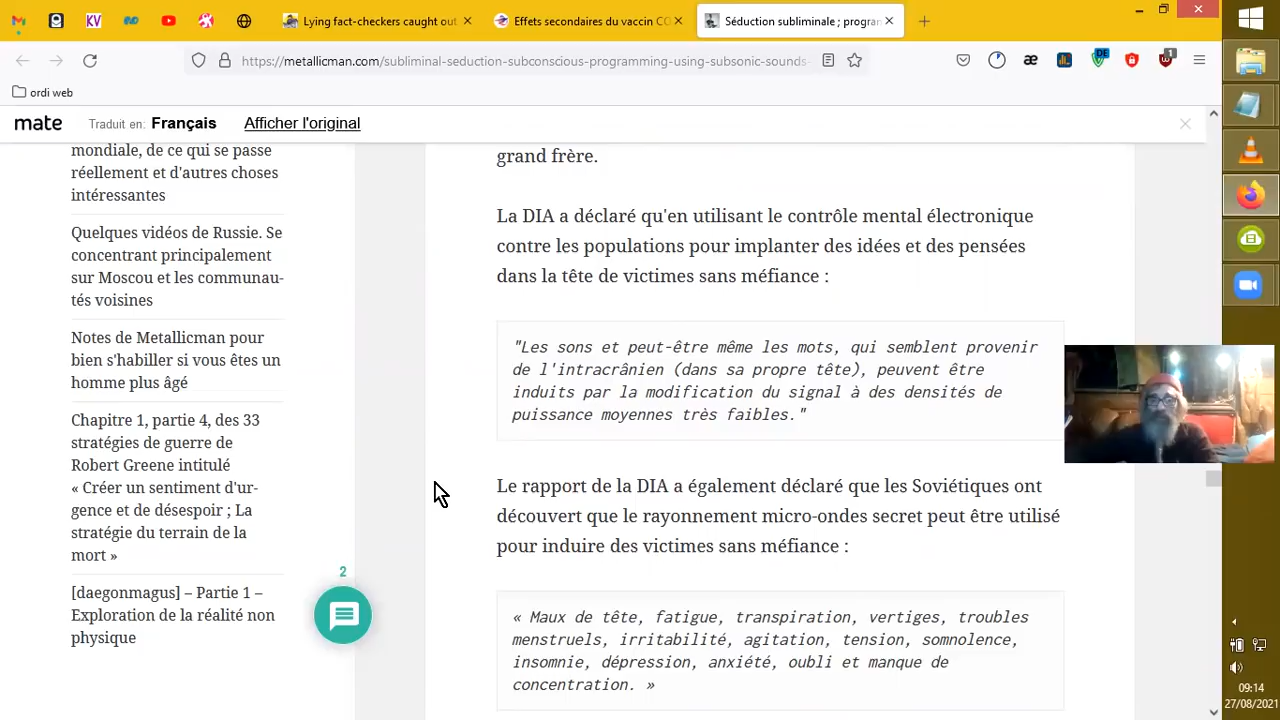 Lying fact-checkers caught out
Effets secondaires du vaccin CO
Séduction subliminale ; progran
https://metallicman.com/sublim
-seduction-subconscious-programming-using-subsonic-sounds-
DE
1
ordi web
mate
Traduit en: Français
Afficher l'original
mondiale, de ce qui se passe
réellement et d'autres choses
intéressantes
Quelques vidéos de Russie. Se
concentrant principalement
sur Moscou et les communau-
tés voisines
Notes de Metallicman pour
bien s'habiller si vous êtes un
homme plus âgé
Chapitre 1, partie 4, des 33
stratégies de guerre de
Robert Greene intitulé
« Créer un sentiment d'ur-
gence et de désespoir ; La
stratégie du terrain de la
mort »
[daegonmagus] – Partie 1 –
Exploration de la réalité non
physique
2
grand frère.
La DIA a déclaré qu'en utilisant le contrôle mental électronique
contre les populations pour implanter des idées et des pensées
dans la tête de victimes sans méfiance :
"Les sons et peut-être même les mots, qui semblent provenir
de l'intracrânien (dans sa propre tête), peuvent être
induits par la modification du signal à des densités de
puissance moyennes très faibles."
Le rapport de la DIA a également déclaré que les Soviétiques ont
découvert que le rayonnement micro-ondes secret peut être utilisé
pour induire des victimes sans méfiance :
« Maux de tête, fatigue, transpiration, vertiges, troubles
menstruels, irritabilité, agitation, tension, somnolence,
insomnie, dépression, anxiété, oubli et manque de
concentration. »
09:14
27/08/2021